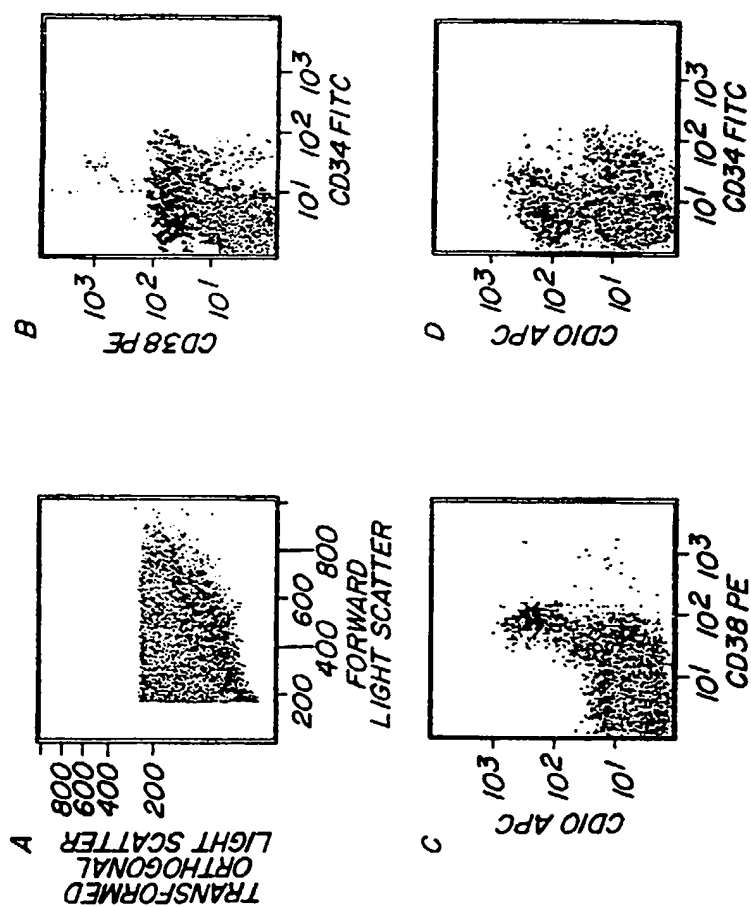 A
TRANSFORMED
ORTHOGONAL
LIGHT SCATTER
800
600
400
200
200 400 600 800
FORWARD
LIGHT SCATTER
B
CD38 PE
10³
10²
10¹
10¹ 10² 10³
CD34 FITC
C
CD10 APC
10³
10²
10¹
10¹ 10² 10³
CD38 PE
D
CD10 APC
10³
10²
10¹
10¹ 10² 10³
CD34 FITC